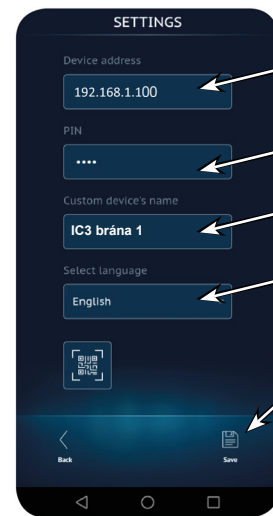 SETTINGS
Device address
192.168.1.100
PIN
••••
Custom device's name
IC3 brána 1
Select language
English
Back
Save